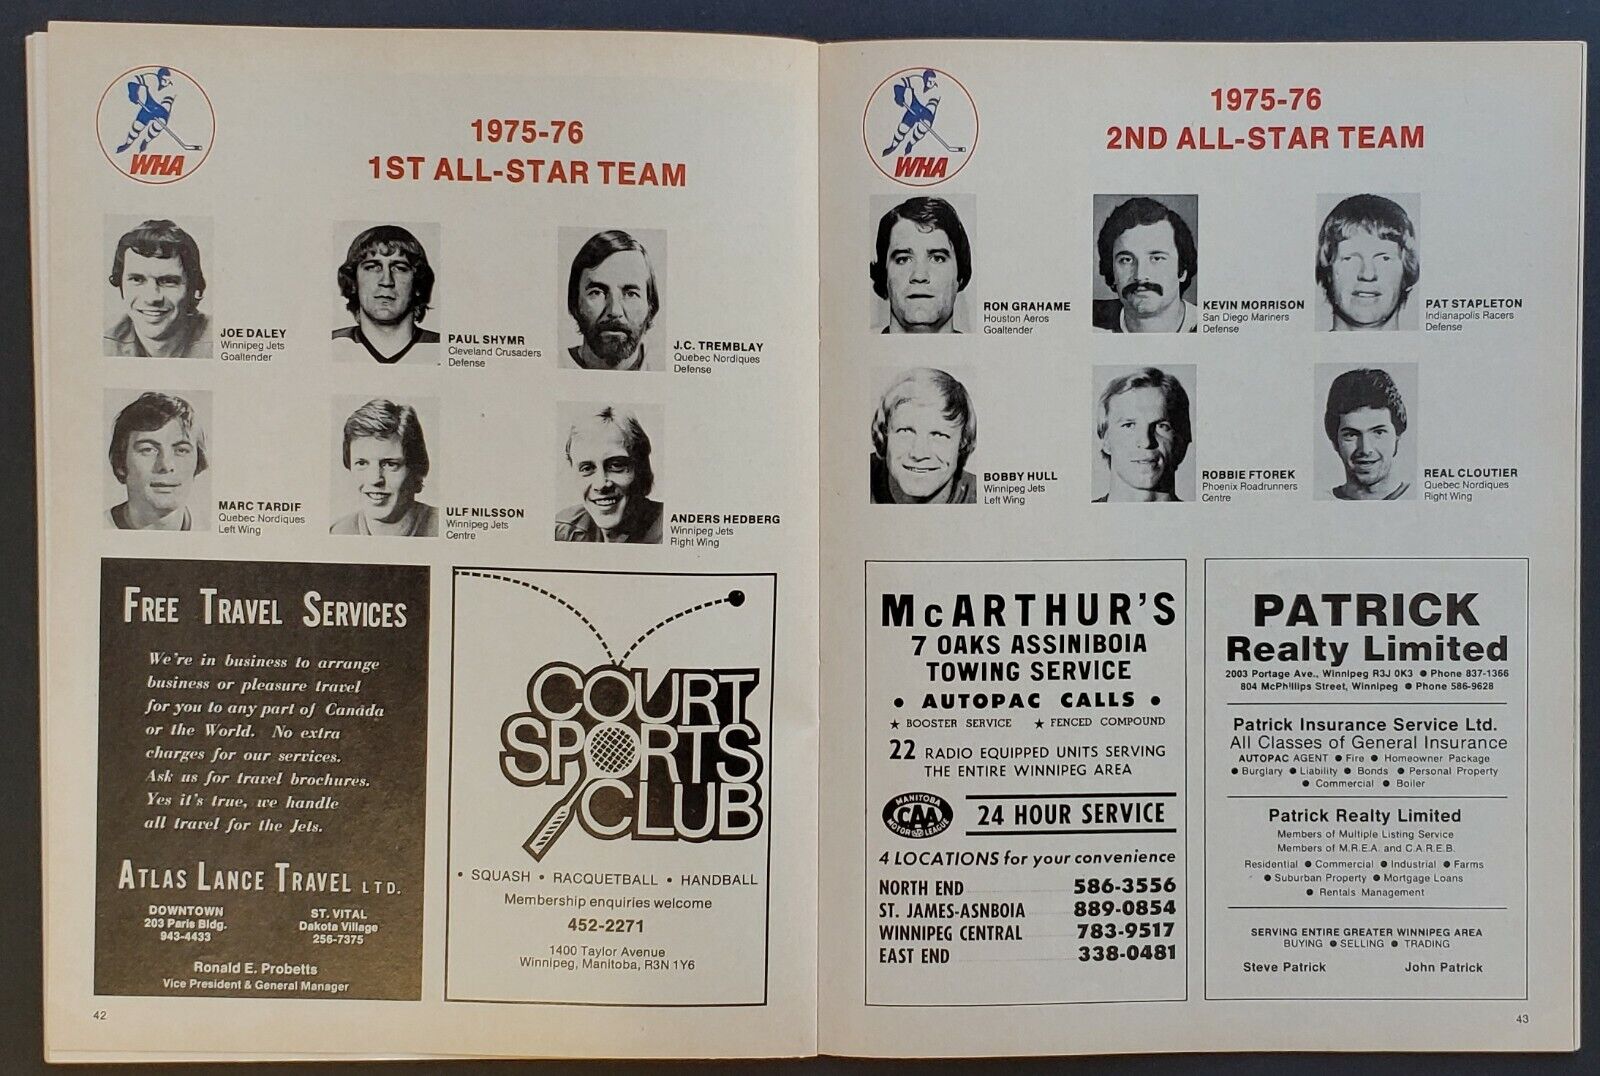 WHA
1975-76
1ST ALL-STAR TEAM
JOE DALEY
Winnipeg Jets
Goaltender
PAUL SHYMR
Cleveland Crusaders
Defense
J.C. TREMBLAY
Quebec Nordiques
Defense
MARC TARDIF
Quebec Nordiques
Left Wing
ULF NILSSON
Winnipeg Jets
Centre
ANDERS HEDBERG
Winnipeg Jets
Right Wing
FREE TRAVEL SERVICES
We're in business to arrange
business or pleasure travel
for you to any part of Canada
or the World. No extra
charges for our services.
Ask us for travel brochures.
Yes it's true, we handle
all travel for the Jets.
ATLAS LANCE TRAVEL LTD.
DOWNTOWN
203 Paris Bldg.
943-4433
ST. VITAL
Dakota Village
256-7375
Ronald E. Probetts
Vice President & General Manager
COURT
SPORTS
CLUB
• SQUASH • RACQUETBALL • HANDBALL
Membership enquiries welcome
452-2271
1400 Taylor Avenue
Winnipeg, Manitoba, R3N 1Y6
42
WHA
1975-76
2ND ALL-STAR TEAM
RON GRAHAME
Houston Aeros
Goaltender
KEVIN MORRISON
San Diego Mariners
Defense
PAT STAPLETON
Indianapolis Racers
Defense
BOBBY HULL
Winnipeg Jets
Left Wing
ROBBIE FTOREK
Phoenix Roadrunners
Centre
REAL CLOUTIER
Quebec Nordiques
Right Wing
McARTHUR'S
7 OAKS ASSINIBOIA
TOWING SERVICE
• AUTOPAC CALLS •
★ BOOSTER SERVICE ★ FENCED COMPOUND
22 RADIO EQUIPPED UNITS SERVING
THE ENTIRE WINNIPEG AREA
MANITOBA
CAA
MOTOR LEAGUE
24 HOUR SERVICE
4 LOCATIONS for your convenience
NORTH END 586-3556
ST. JAMES-ASNBOIA 889-0854
WINNIPEG CENTRAL 783-9517
EAST END 338-0481
PATRICK
Realty Limited
2003 Portage Ave., Winnipeg R3J 0K3 ● Phone 837-1366
804 McPhillips Street, Winnipeg ● Phone 586-9628
Patrick Insurance Service Ltd.
All Classes of General Insurance
AUTOPAC AGENT ● Fire ● Homeowner Package
● Burglary ● Liability ● Bonds ● Personal Property
● Commercial ● Boiler
Patrick Realty Limited
Members of Multiple Listing Service
Members of M.R.E.A. and C.A.R.E.B.
Residential ● Commercial ● Industrial ● Farms
● Suburban Property ● Mortgage Loans
● Rentals Management
SERVING ENTIRE GREATER WINNIPEG AREA
BUYING ● SELLING ● TRADING
Steve Patrick John Patrick
43